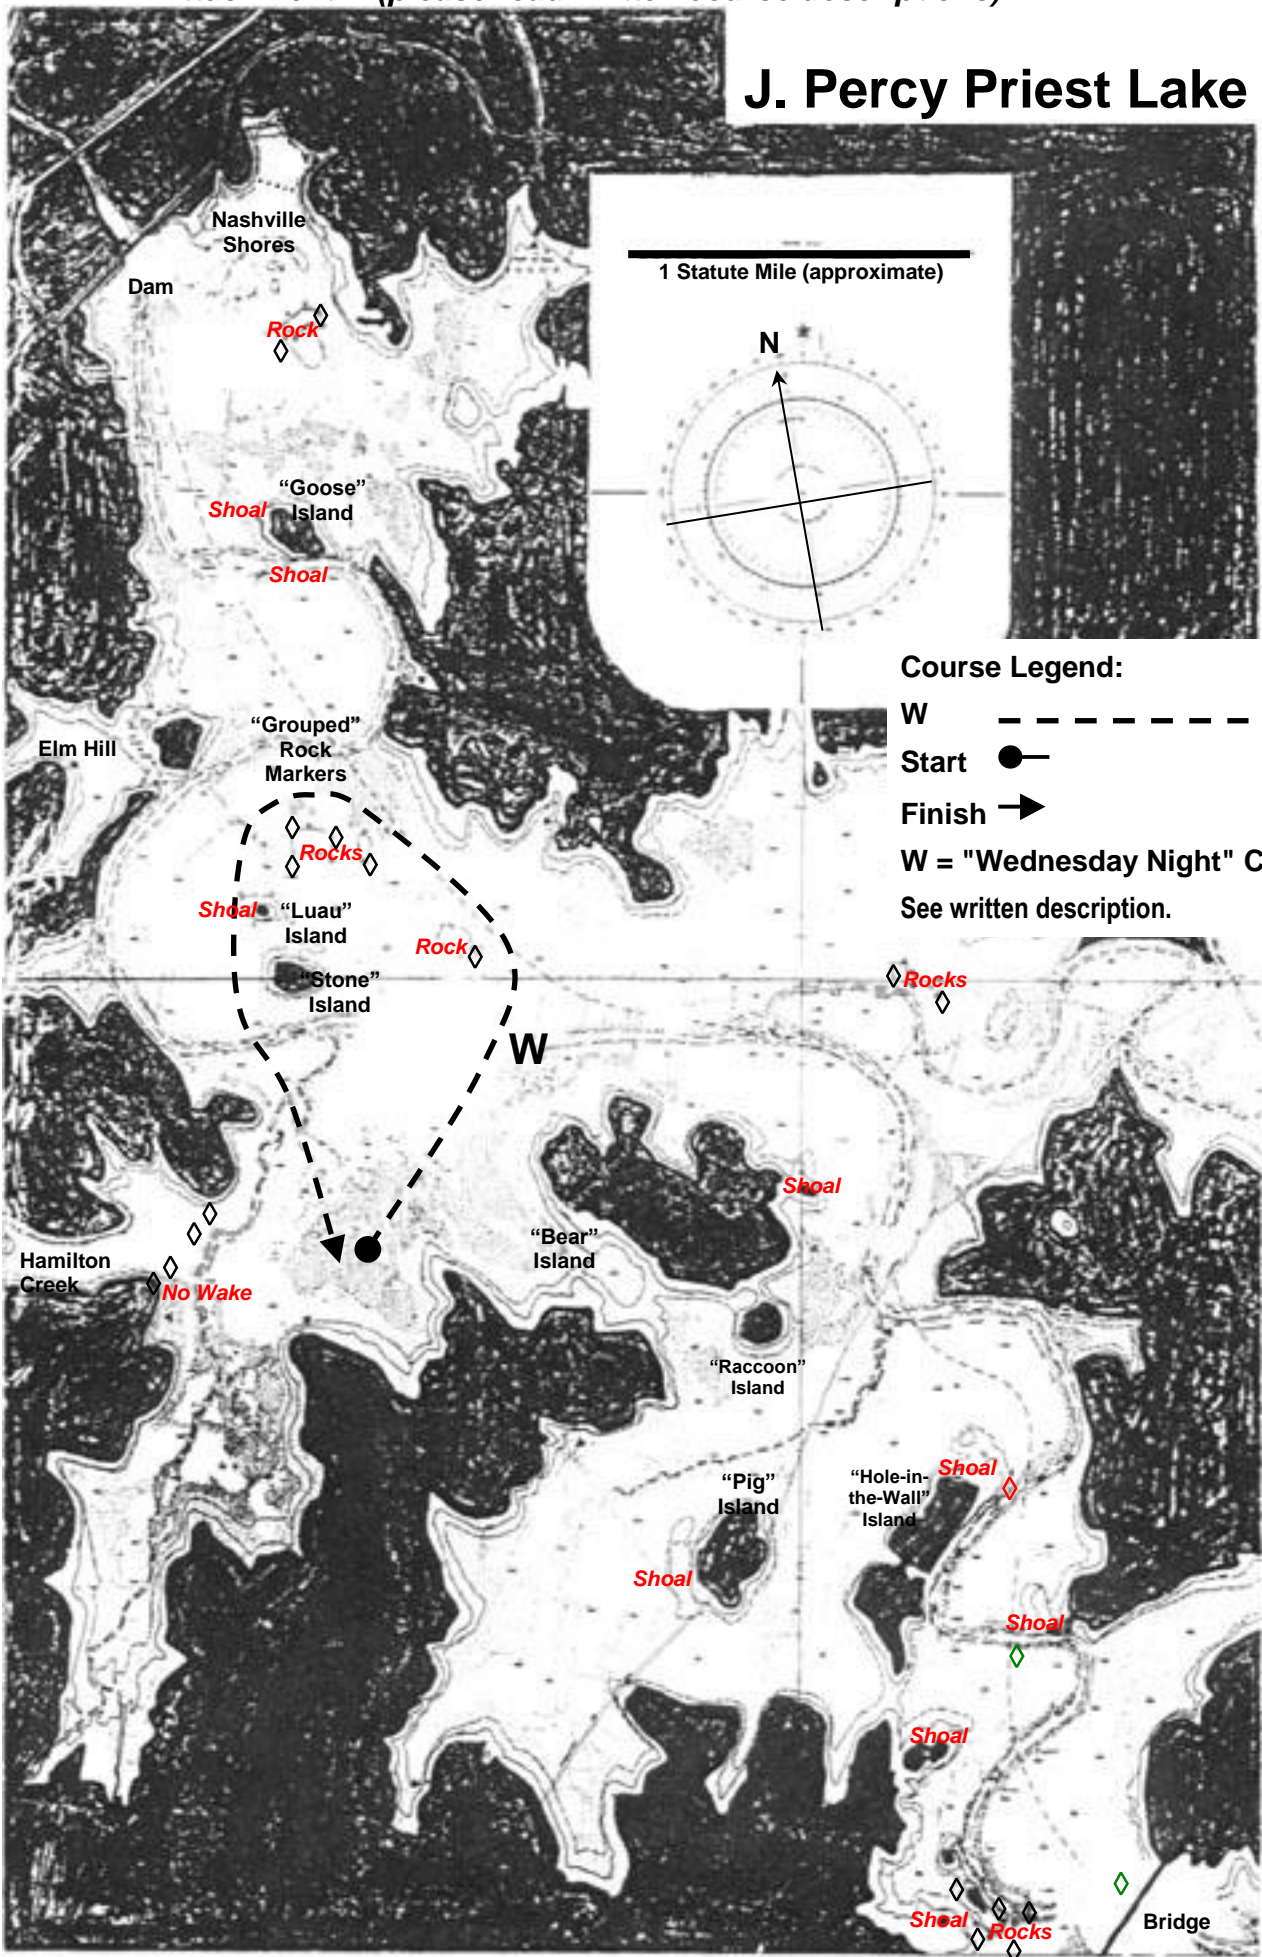 J. Percy Priest Lake
Nashville
Shores
1 Statute Mile (approximate)
Dam
Rock
N
“Goose”
Island
Shoal
Shoal
Course Legend:
W
Start
Finish
W = "Wednesday Night" C
See written description.
“Grouped”
Rock
Markers
Elm Hill
Rocks
Shoal
“Luau”
Island
Rock
“Stone”
Island
Rocks
W
Shoal
“Bear”
Island
Hamilton
Creek
No Wake
“Raccoon”
Island
“Pig”
Island
“Hole-in-
the-Wall”
Island
Shoal
Shoal
Shoal
Shoal
Shoal
Rocks
Bridge